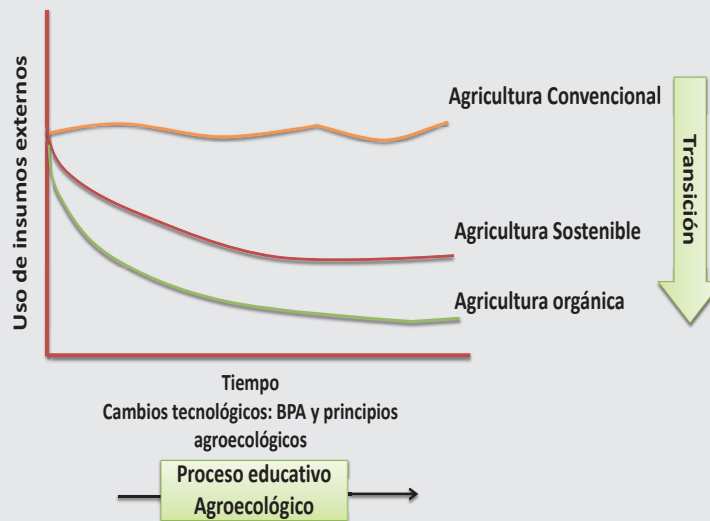 Uso de insumos externos
Agricultura Convencional
Agricultura Sostenible
Agricultura orgánica
Transición
Tiempo
Cambios tecnológicos: BPA y principios
agroecológicos
Proceso educativo
Agroecológico